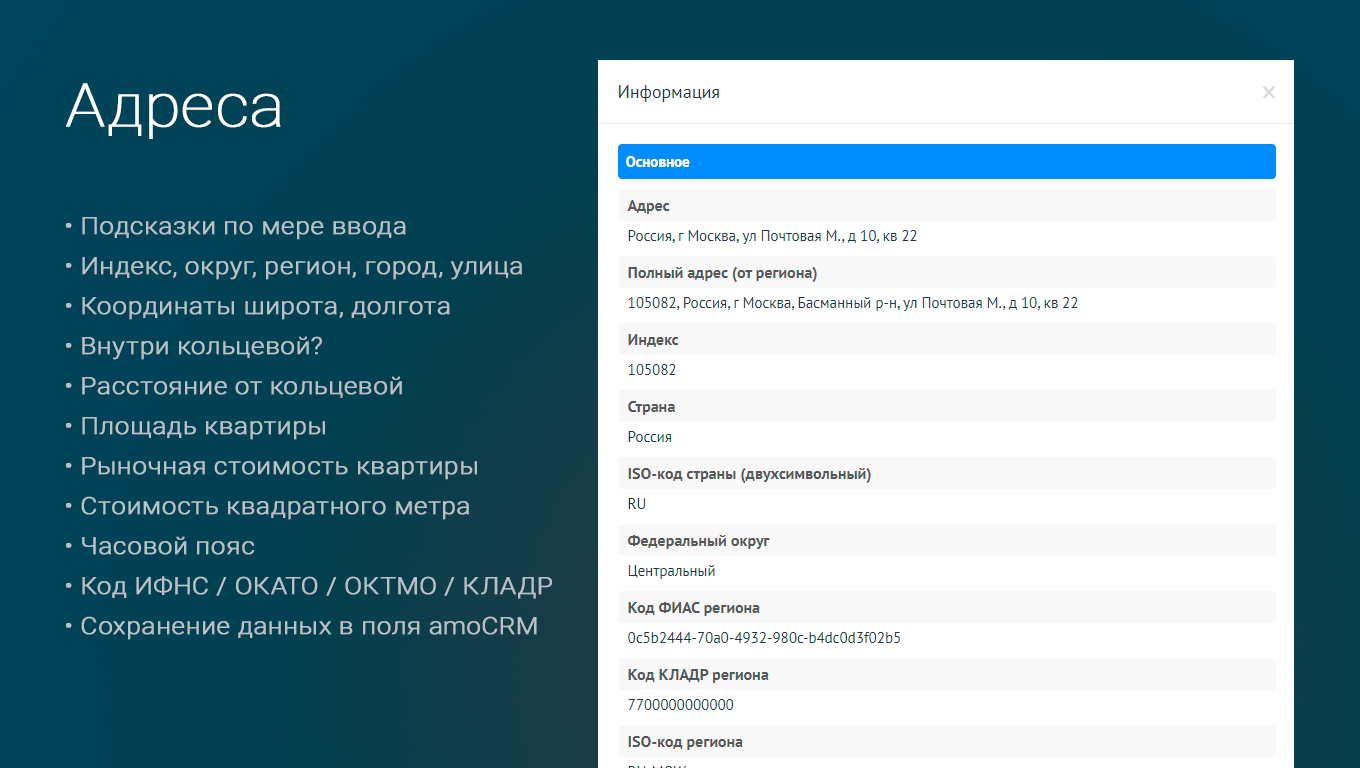 Адреса
• Подсказки по мере ввода
• Индекс, округ, регион, город, улица
• Координаты широта, долгота
• Внутри кольцевой?
• Расстояние от кольцевой
• Площадь квартиры
• Рыночная стоимость квартиры
• Стоимость квадратного метра
• Часовой пояс
• Код ИФНС / ОКАТО / ОКТМО / КЛАДР
• Сохранение данных в поля amoCRM
Информация ×
Основное
Адрес
Россия, г Москва, ул Почтовая М., д 10, кв 22
Полный адрес (от региона)
105082, Россия, г Москва, Басманный р-н, ул Почтовая М., д 10, кв 22
Индекс
105082
Страна
Россия
ISO-код страны (двухсимвольный)
RU
Федеральный округ
Центральный
Код ФИАС региона
0c5b2444-70a0-4932-980c-b4dc0d3f02b5
Код КЛАДР региона
7700000000000
ISO-код региона